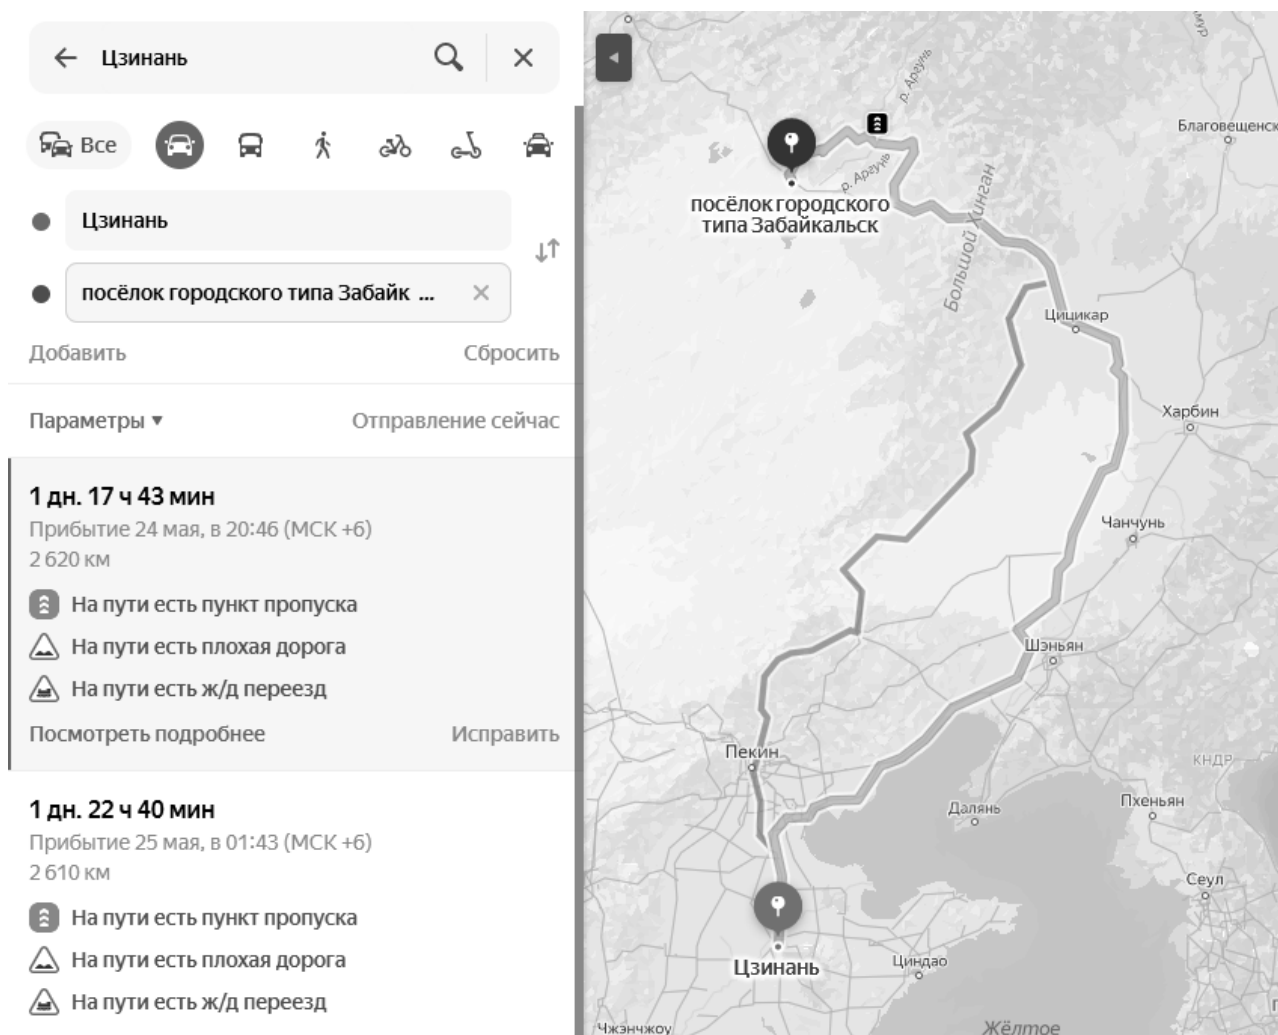 Цзинань
Все
Цзинань
посёлок городского типа Забайк ...
Добавить
Сбросить
Параметры ▼
Отправление сейчас
1 дн. 17 ч 43 мин
Прибытие 24 мая, в 20:46 (МСК +6)
2 620 км
На пути есть пункт пропуска
На пути есть плохая дорога
На пути есть ж/д переезд
Посмотреть подробнее
Исправить
1 дн. 22 ч 40 мин
Прибытие 25 мая, в 01:43 (МСК +6)
2 610 км
На пути есть пункт пропуска
На пути есть плохая дорога
На пути есть ж/д переезд
р. Аргунь
Благовещенск
р. Аргунь
посёлок городского
типа Забайкальск
Большой Хинган
Цицикар
Харбин
Чанчунь
Шэньян
Пекин
КНДР
Далянь
Пхеньян
Сеул
Цзинань
Циндао
Чжэнчжоу
Жёлтое